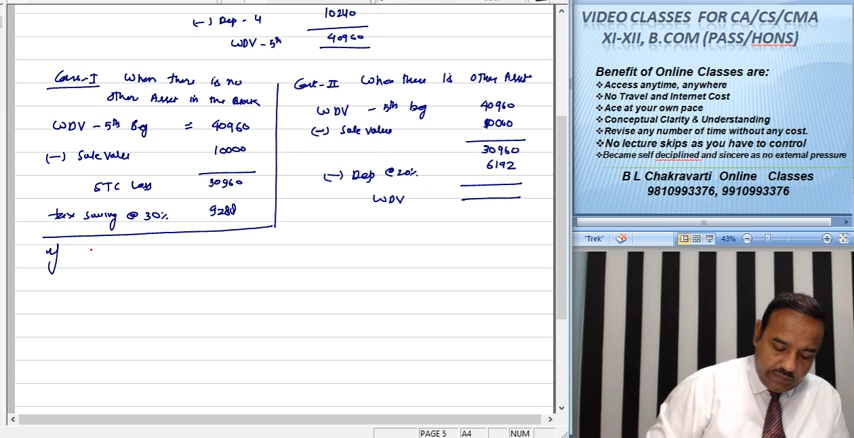 (-) Dep - 4 10240
WDV - 5th 40960
Case-I When there is no
other Asset in the Block
WDV - 5th Beg = 40960
(-) Sale Value 10000
STC Loss 30960
tax saving @ 30% 9288
Case-II When there is other Asset
WDV - 5th beg 40960
(-) Sale Value 10000
30960
(-) Dep @ 20% 6192
WDV
y
PAGE 5 A4 NUM
VIDEO CLASSES FOR CA/CS/CMA
XI-XII, B.COM (PASS/HONS)
Benefit of Online Classes are:
❖Access anytime, anywhere
❖No Travel and Internet Cost
❖Ace at your own pace
❖Conceptual Clarity & Understanding
❖Revise any number of time without any cost.
❖No lecture skips as you have to control
❖Became self deciplined and sincere as no external pressure
B L Chakravarti Online Classes
9810993376, 9910993376
"Trek" 43%